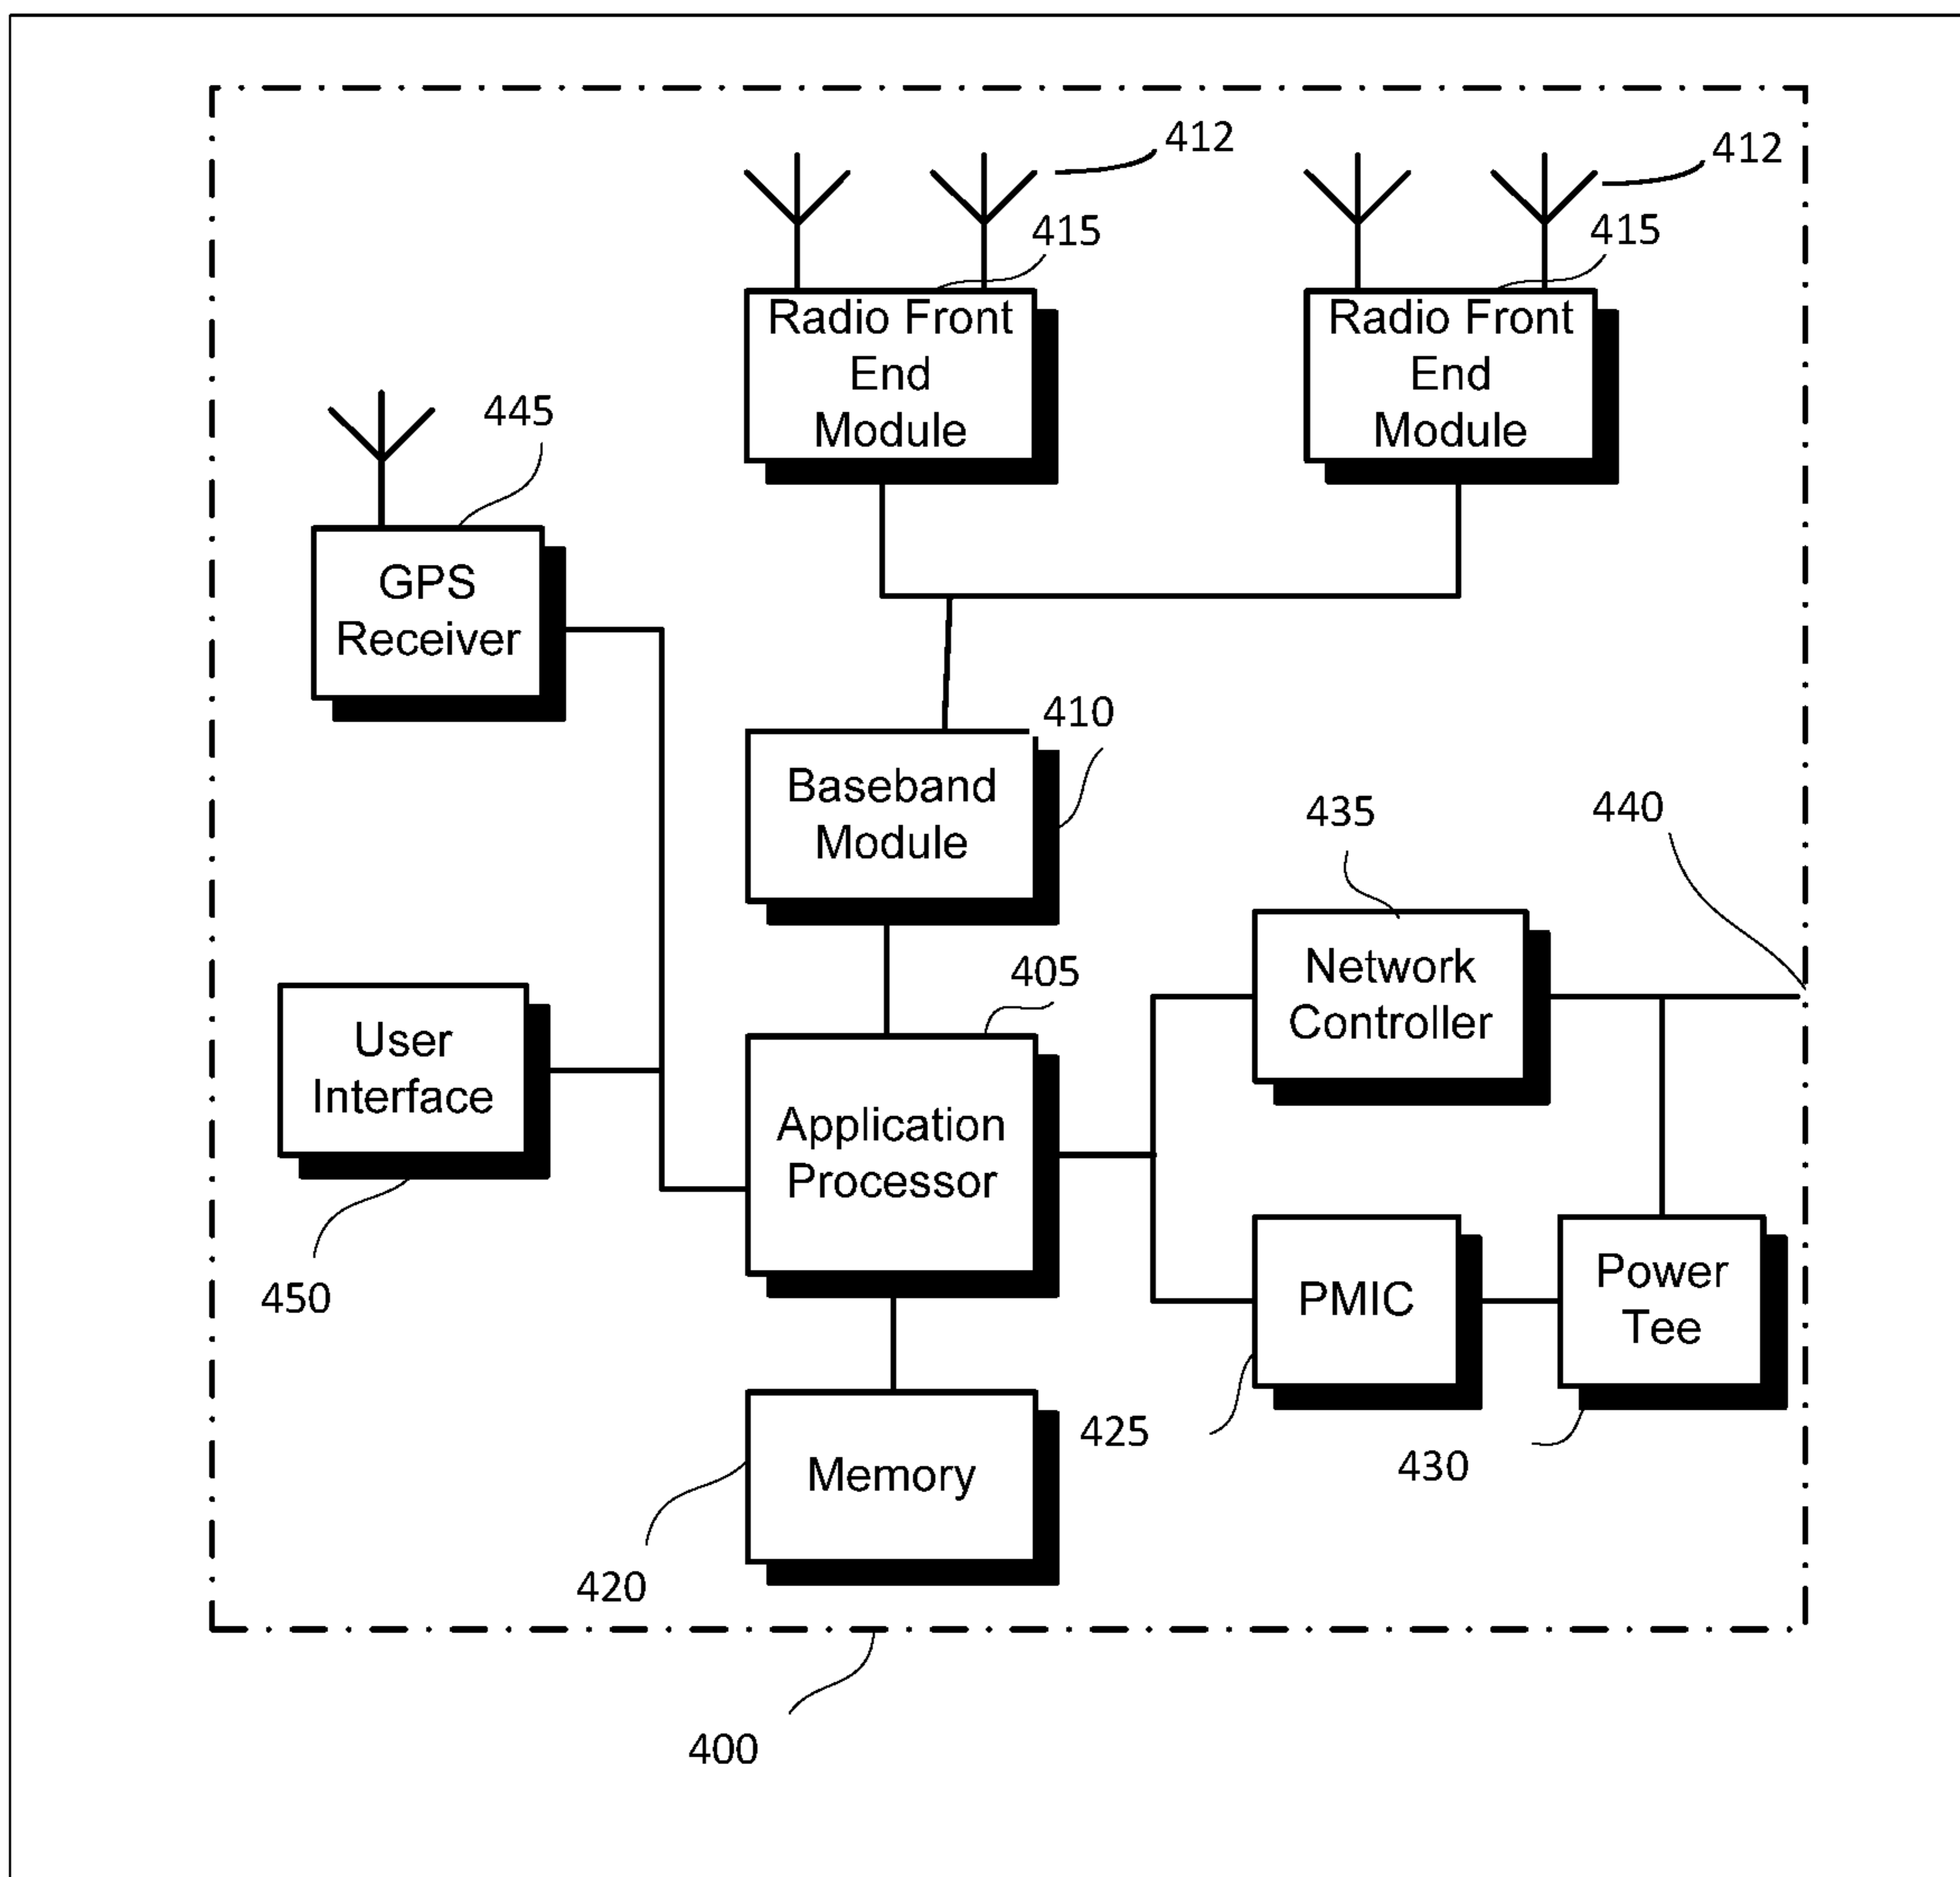 412
412
415
415
Radio Front
End
Module
Radio Front
End
Module
445
GPS
Receiver
410
Baseband
Module
435
440
Network
Controller
405
User
Interface
Application
Processor
450
PMIC
Power
Tee
425
430
Memory
420
400